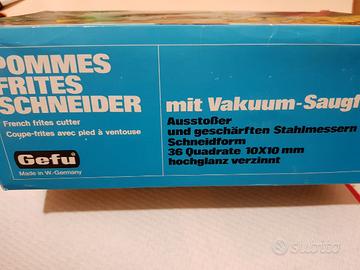 POMMES
FRITES
SCHNEIDER
French frites cutter
Coupe-frites avec pied à ventouse
Gefu
Made in W.-Germany
mit Vakuum-Saugf
Ausstoßer
und geschärften Stahlmessern
Schneidform
36 Quadrate 10X10 mm
hochglanz verzinnt
subito